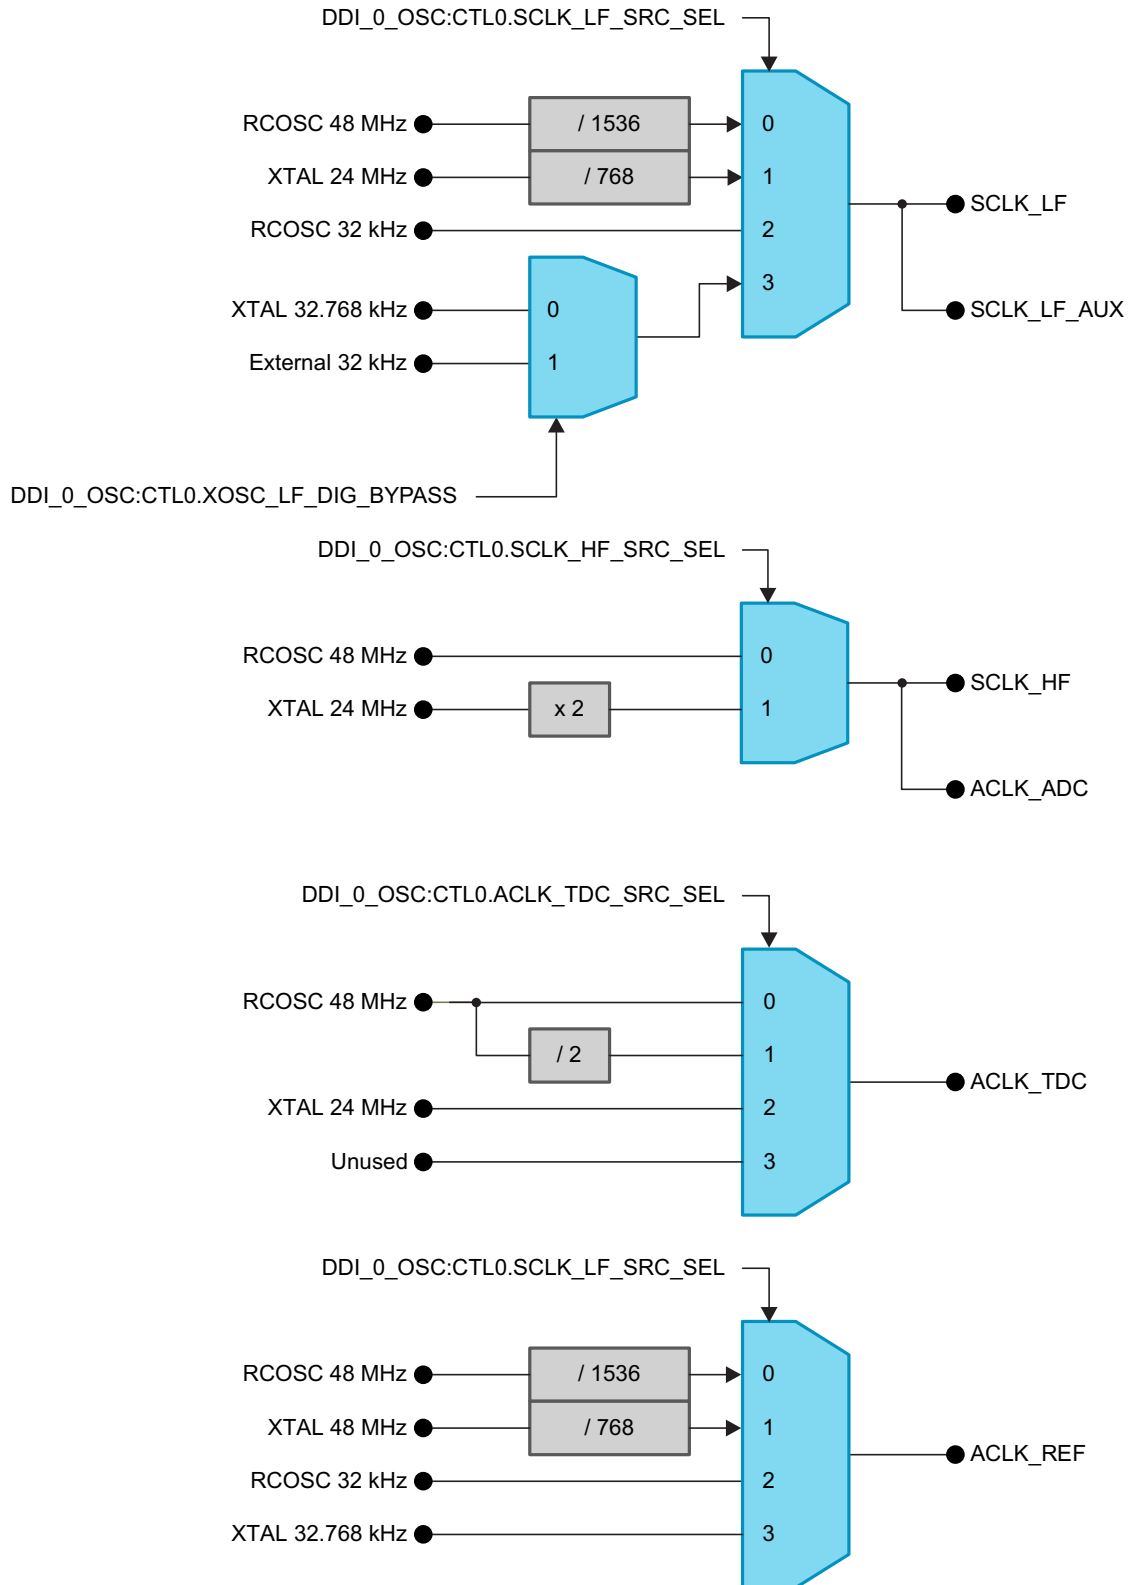 DDI_0_OSC:CTL0.SCLK_LF_SRC_SEL
RCOSC 48 MHz / 1536 0
XTAL 24 MHz / 768 1
SCLK_LF
RCOSC 32 kHz 2
3
XTAL 32.768 kHz 0 SCLK_LF_AUX
External 32 kHz 1
DDI_0_OSC:CTL0.XOSC_LF_DIG_BYPASS
DDI_0_OSC:CTL0.SCLK_HF_SRC_SEL
RCOSC 48 MHz 0
SCLK_HF
XTAL 24 MHz x 2 1
ACLK_ADC
DDI_0_OSC:CTL0.ACLK_TDC_SRC_SEL
RCOSC 48 MHz 0
/ 2 1
ACLK_TDC
XTAL 24 MHz 2
Unused 3
DDI_0_OSC:CTL0.SCLK_LF_SRC_SEL
RCOSC 48 MHz / 1536 0
XTAL 48 MHz / 768 1
ACLK_REF
RCOSC 32 kHz 2
XTAL 32.768 kHz 3